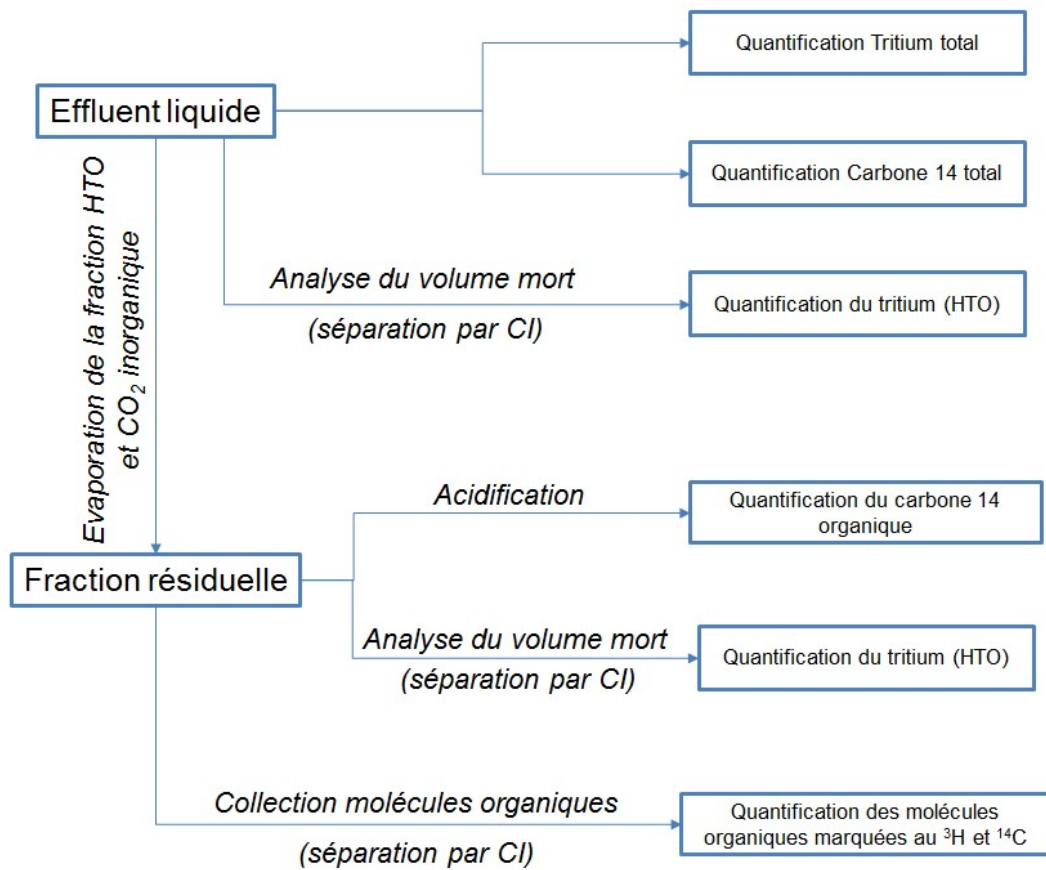 Quantification Tritium total
Effluent liquide
Quantification Carbone 14 total
Evaporation de la fraction HTO
et CO₂ inorganique
Analyse du volume mort
(séparation par CI)
Quantification du tritium (HTO)
Acidification
Quantification du carbone 14
organique
Fraction résiduelle
Analyse du volume mort
(séparation par CI)
Quantification du tritium (HTO)
Collection molécules organiques
(séparation par CI)
Quantification des molécules
organiques marquées au ³H et ¹⁴C